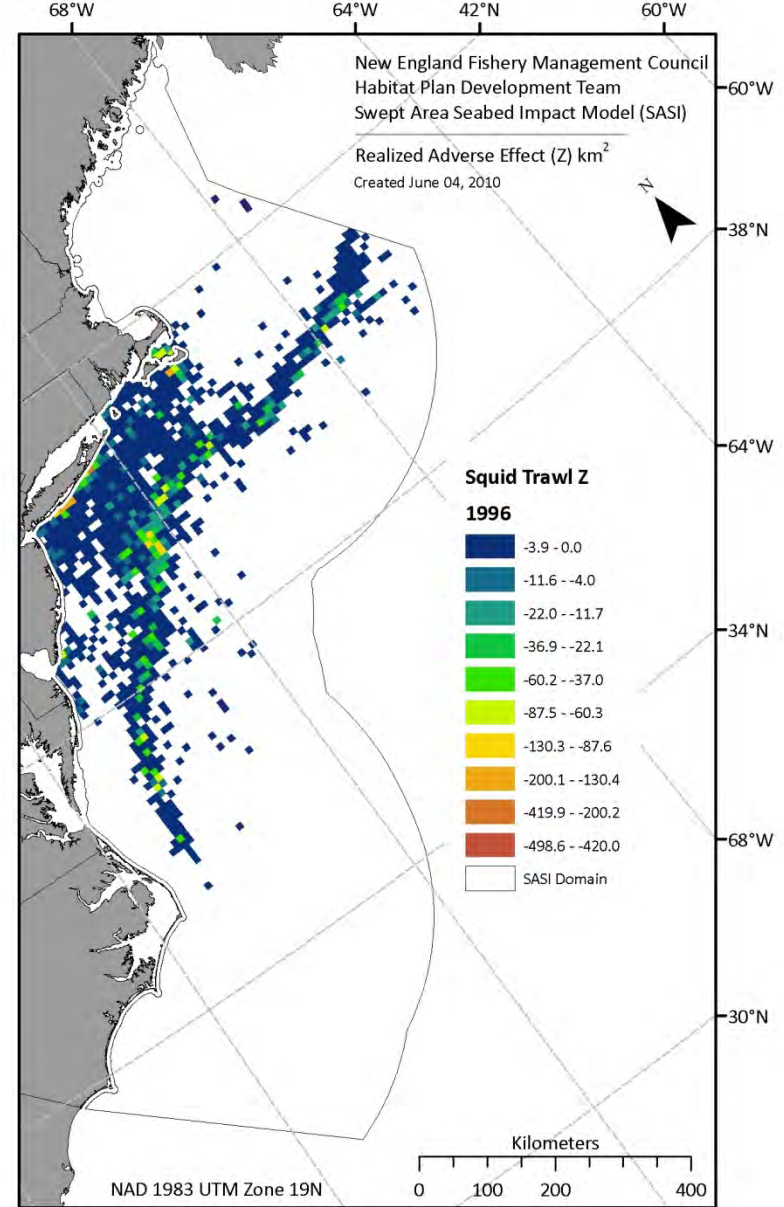 68°W 64°W 42°N 60°W
New England Fishery Management Council
Habitat Plan Development Team
Swept Area Seabed Impact Model (SASI)
Realized Adverse Effect (Z) km²
Created June 04, 2010
N
60°W
38°N
64°W
34°N
68°W
30°N
Squid Trawl Z
1996
-3.9 - 0.0
-11.6 - -4.0
-22.0 - -11.7
-36.9 - -22.1
-60.2 - -37.0
-87.5 - -60.3
-130.3 - -87.6
-200.1 - -130.4
-419.9 - -200.2
-498.6 - -420.0
SASI Domain
Kilometers
0 100 200 300 400
NAD 1983 UTM Zone 19N